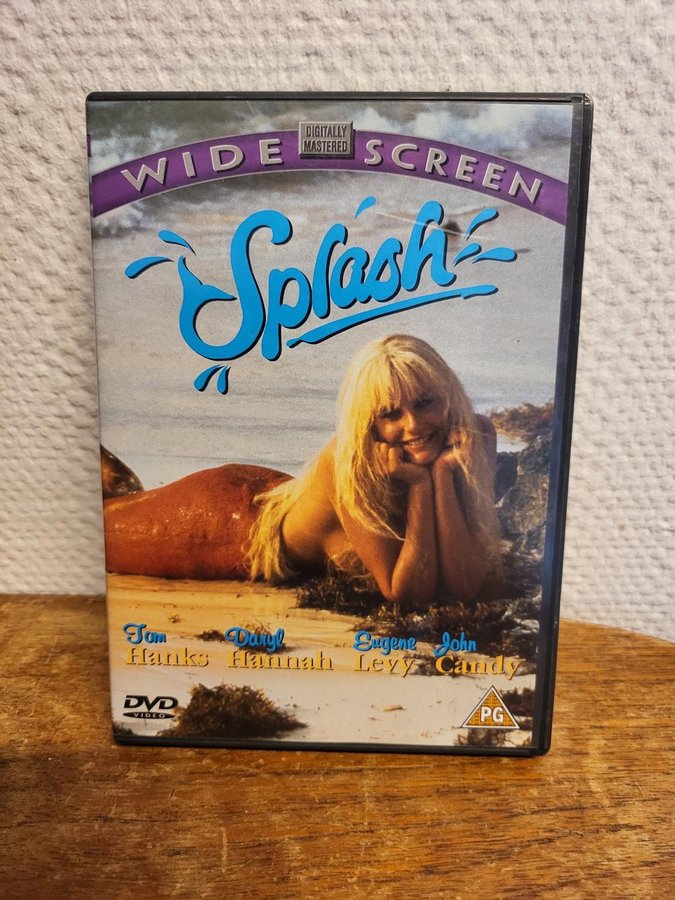 DIGITALLY
MASTERED
WIDE SCREEN
Splash
Tom Hanks Daryl Hannah Eugene Levy John Candy
DVD
VIDEO
PG